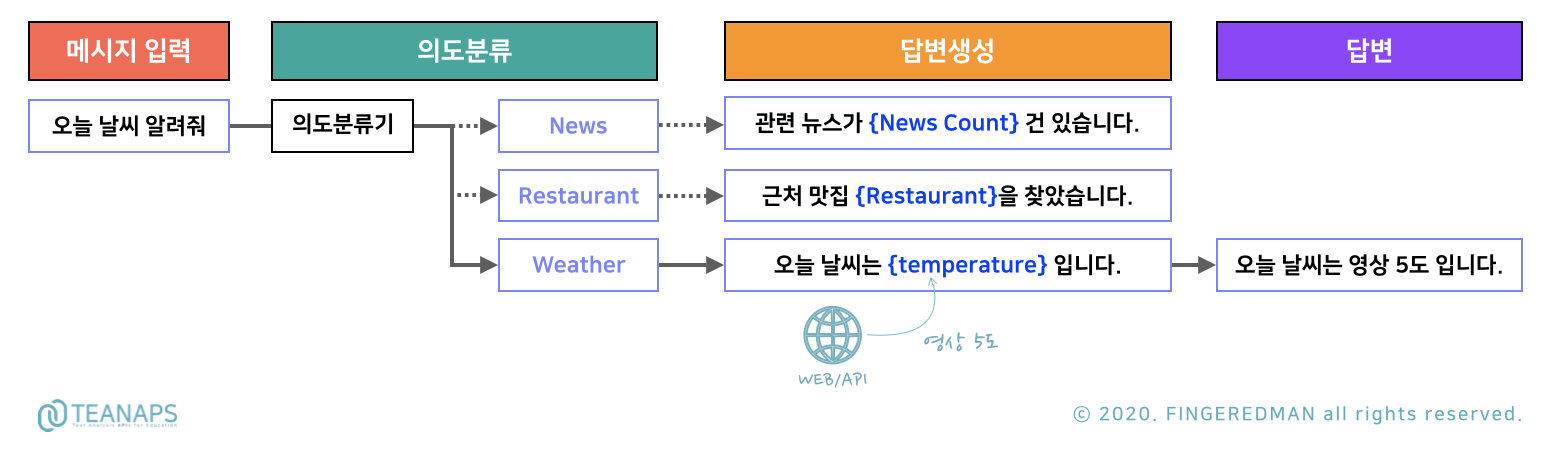 메시지 입력
의도분류
답변생성
답변
오늘 날씨 알려줘
의도분류기
News
관련 뉴스가 {News Count} 건 있습니다.
Restaurant
근처 맛집 {Restaurant}을 찾았습니다.
Weather
오늘 날씨는 {temperature} 입니다.
오늘 날씨는 영상 5도 입니다.
영상 5도
WEB/API
TEANAPS
Text Analysis APIs for Education
© 2020. FINGEREDMAN all rights reserved.